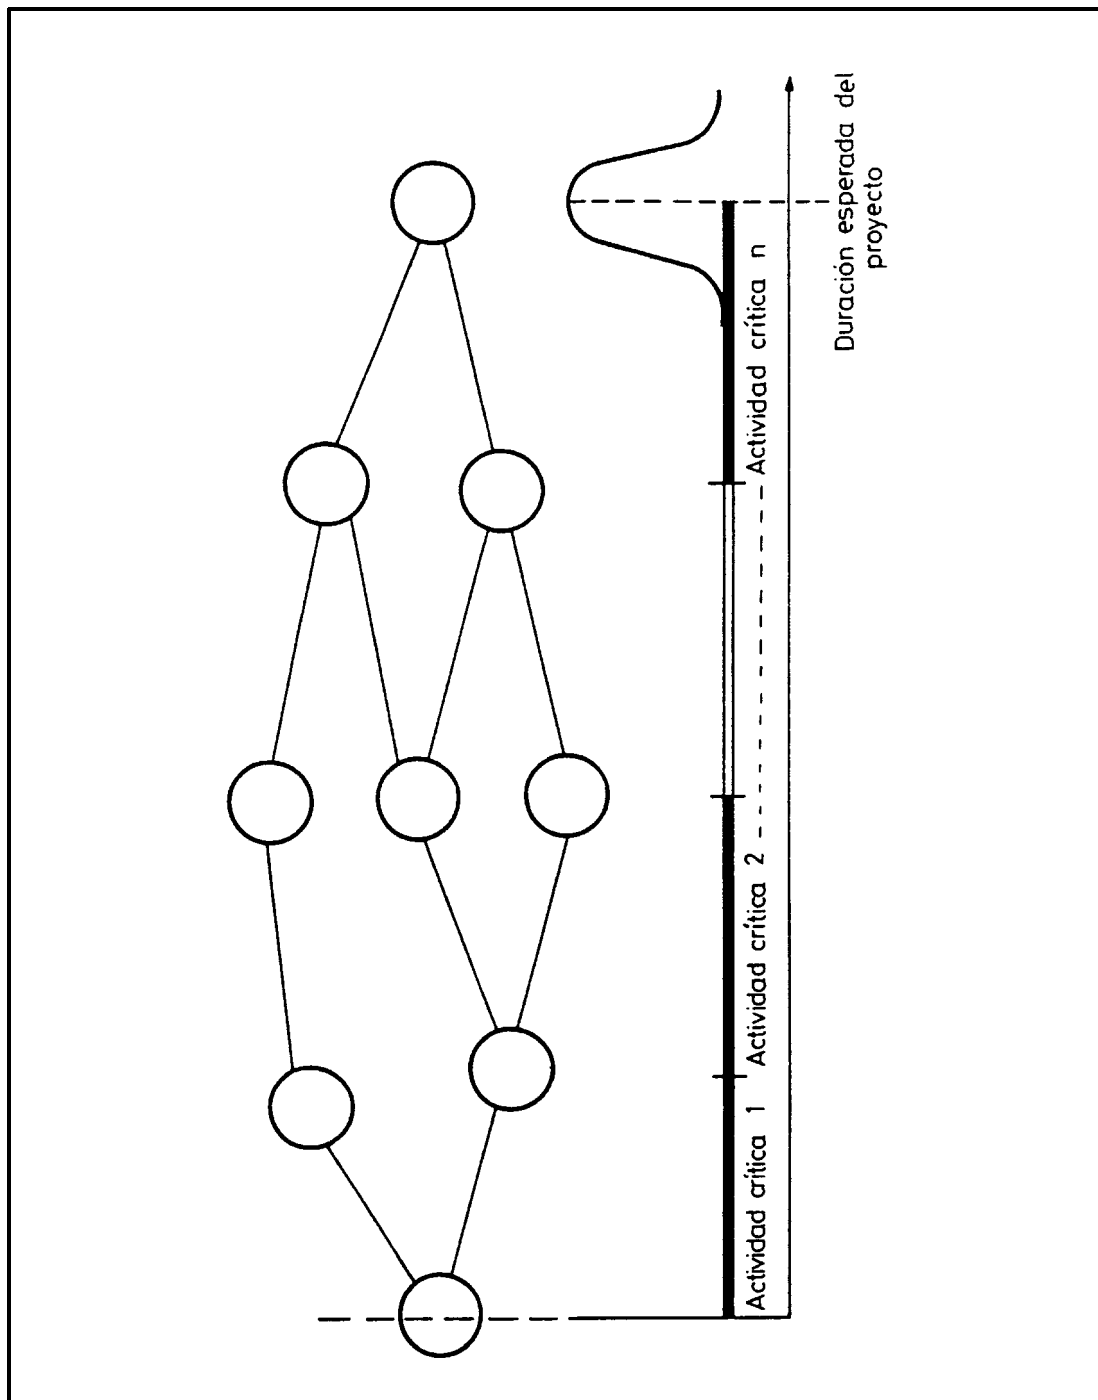 Actividad crítica 1
Actividad crítica 2
Actividad crítica n
Duración esperada del
proyecto